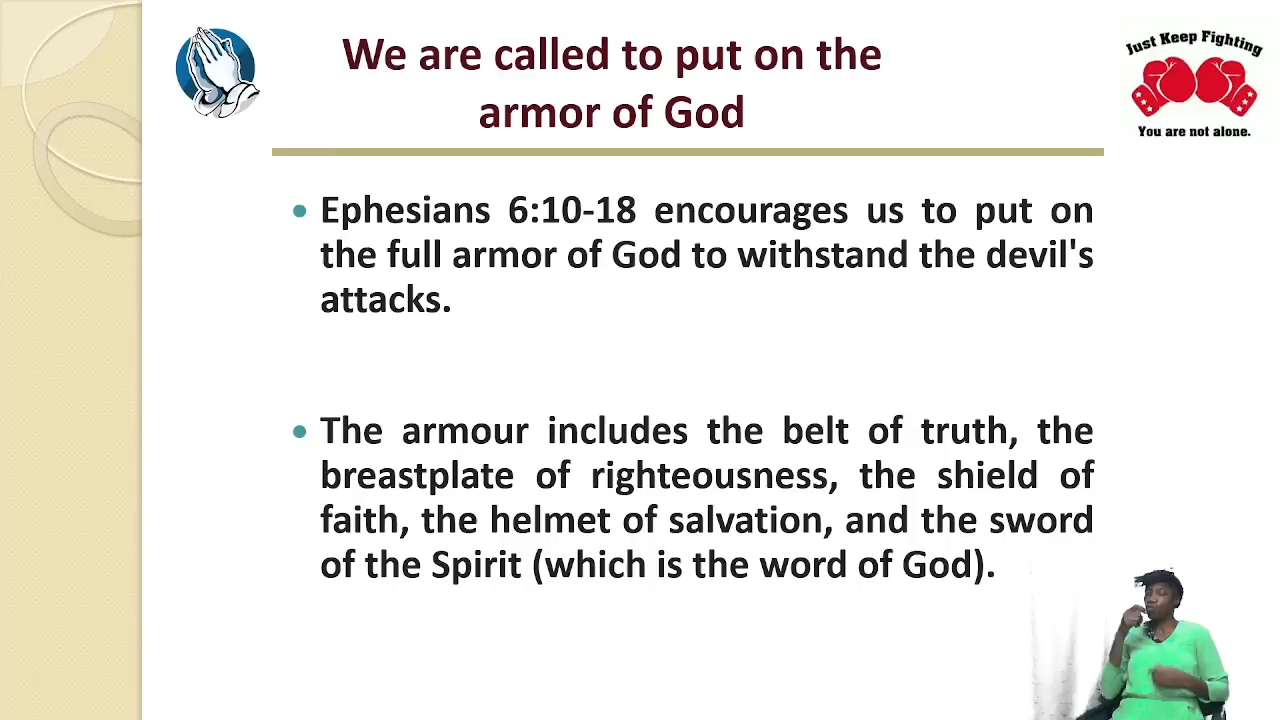 We are called to put on the
armor of God
Just Keep Fighting
You are not alone.
Ephesians 6:10-18 encourages us to put on
the full armor of God to withstand the devil's
attacks.
The armour includes the belt of truth, the
breastplate of righteousness, the shield of
faith, the helmet of salvation, and the sword
of the Spirit (which is the word of God).